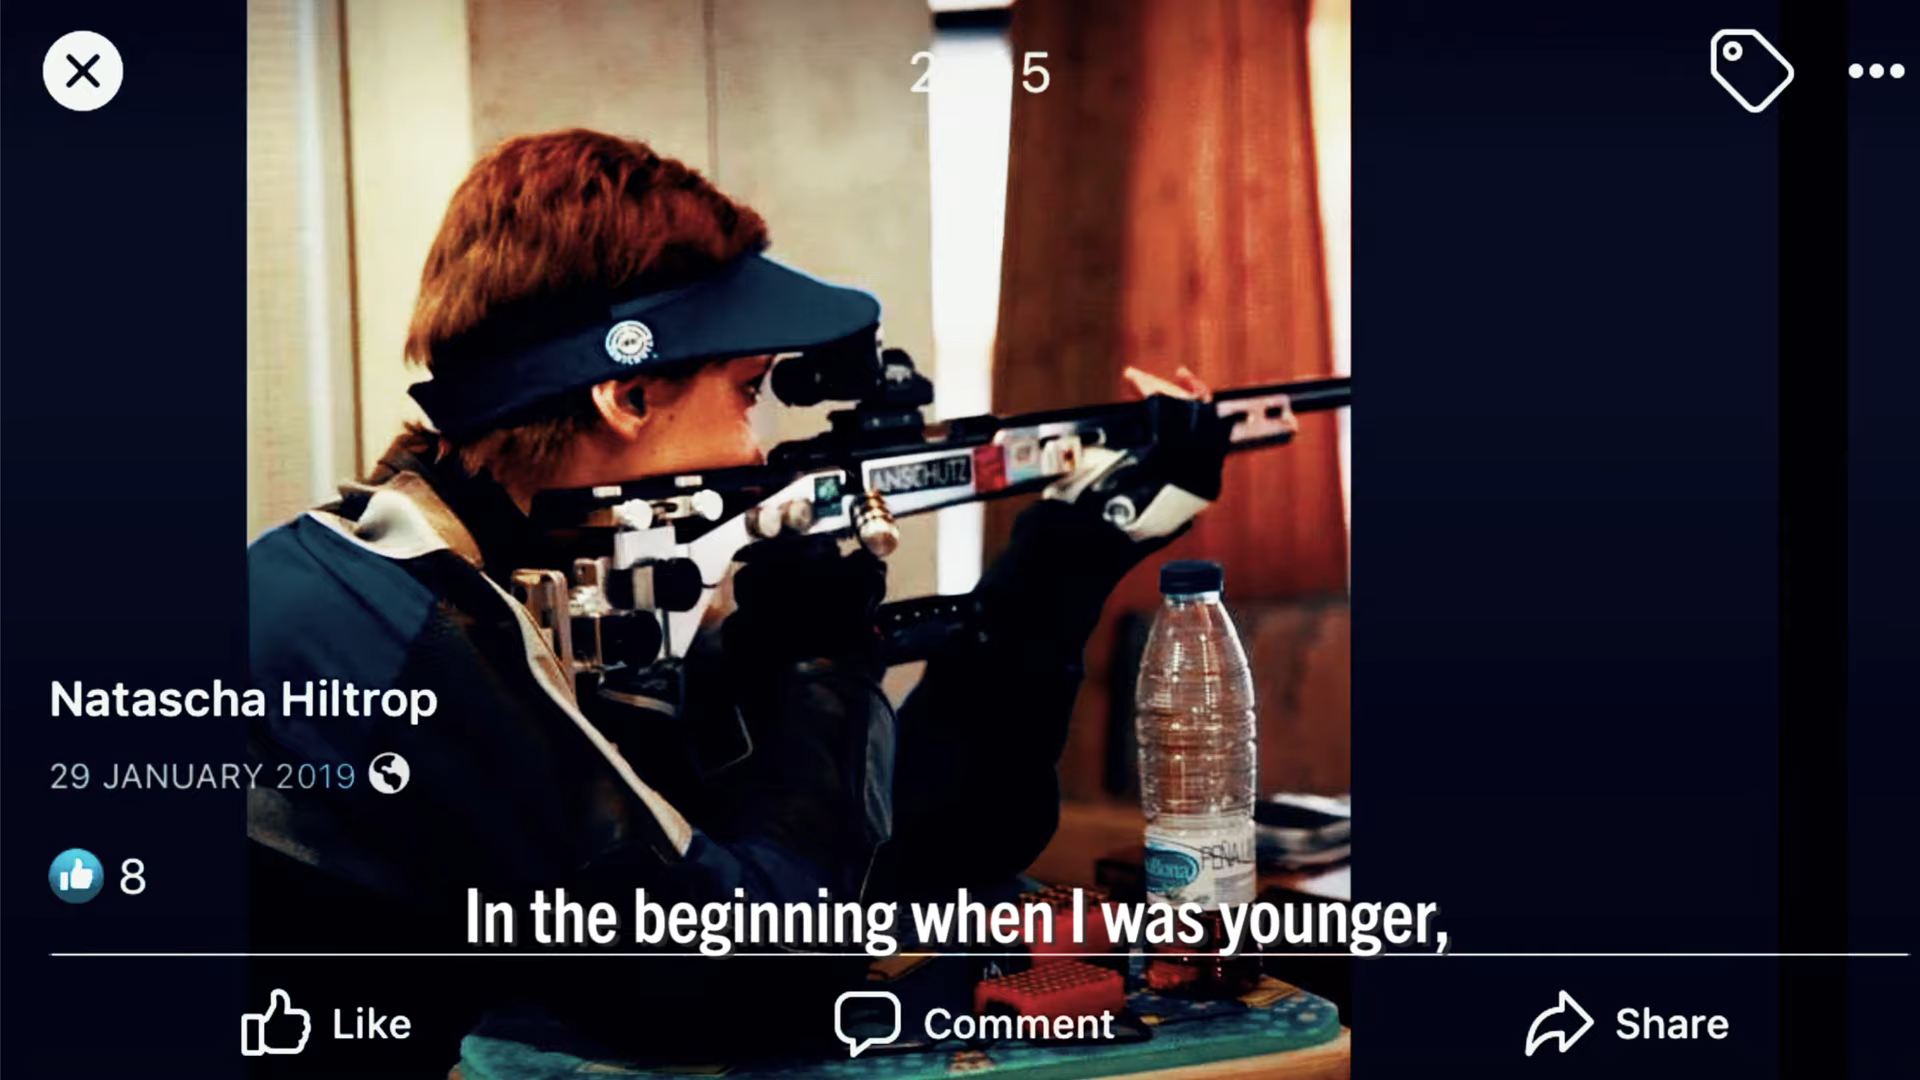 2
5
ANSCHUTZ
Natascha Hiltrop
29 JANUARY 2019
8
In the beginning when I was younger,
Like
Comment
Share